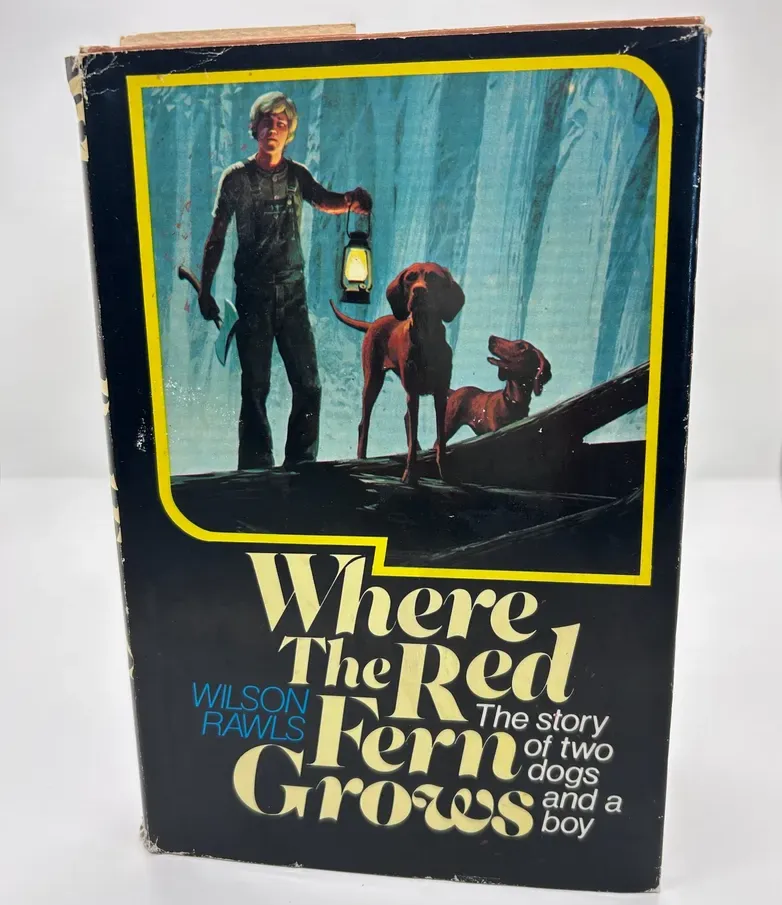 Where
The Red
WILSON
RAWLS
Fern
Grows
The story
of two
dogs
and a
boy